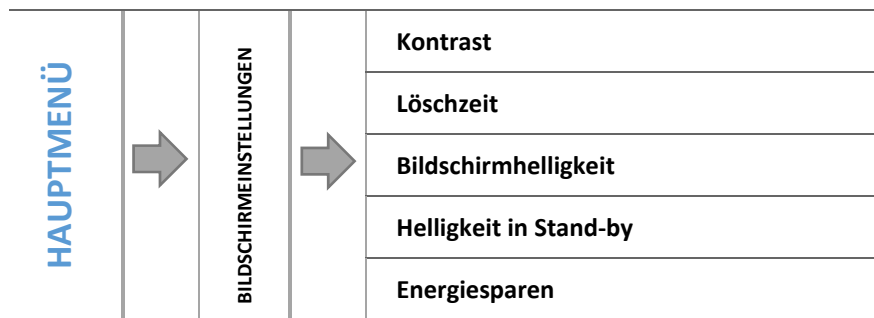 HAUPTMENÜ
BILDSCHIRMEINSTELLUNGEN
Kontrast
Löschzeit
Bildschirmhelligkeit
Helligkeit in Stand-by
Energiesparen